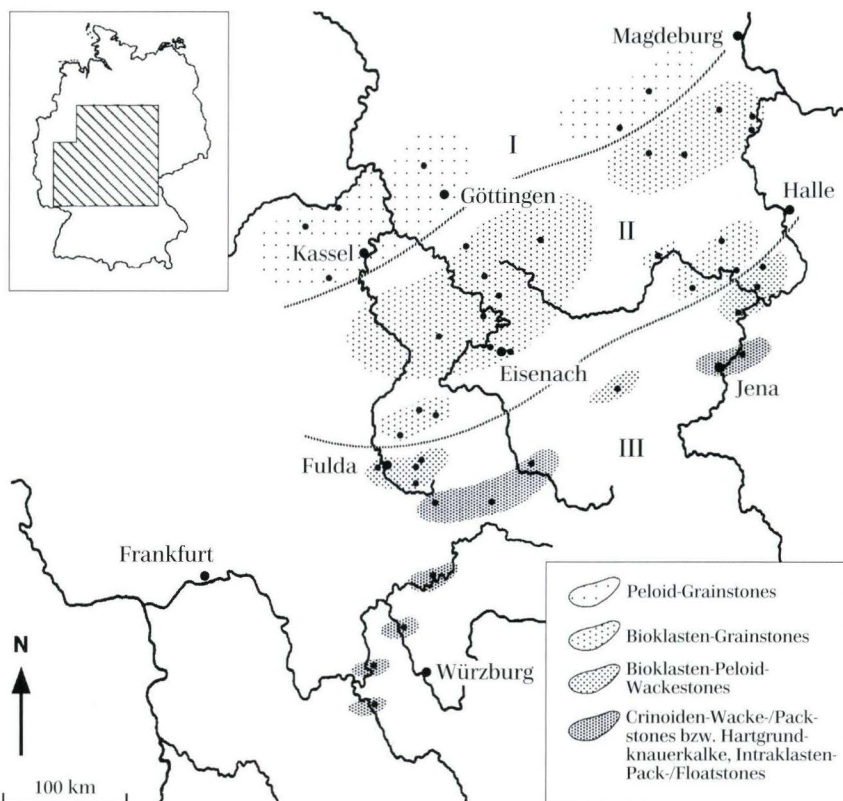 Magdeburg
I
Göttingen
Halle
II
Kassel
Eisenach
Jena
III
Fulda
Frankfurt
N
Würzburg
100 km
Peloid-Grainstones
Bioklasten-Grainstones
Bioklasten-Peloid-
Wackestones
Crinoiden-Wacke-/Pack-
stones bzw. Hartgrund-
knauerkalke, Intraklasten-
Pack-/Floatstones